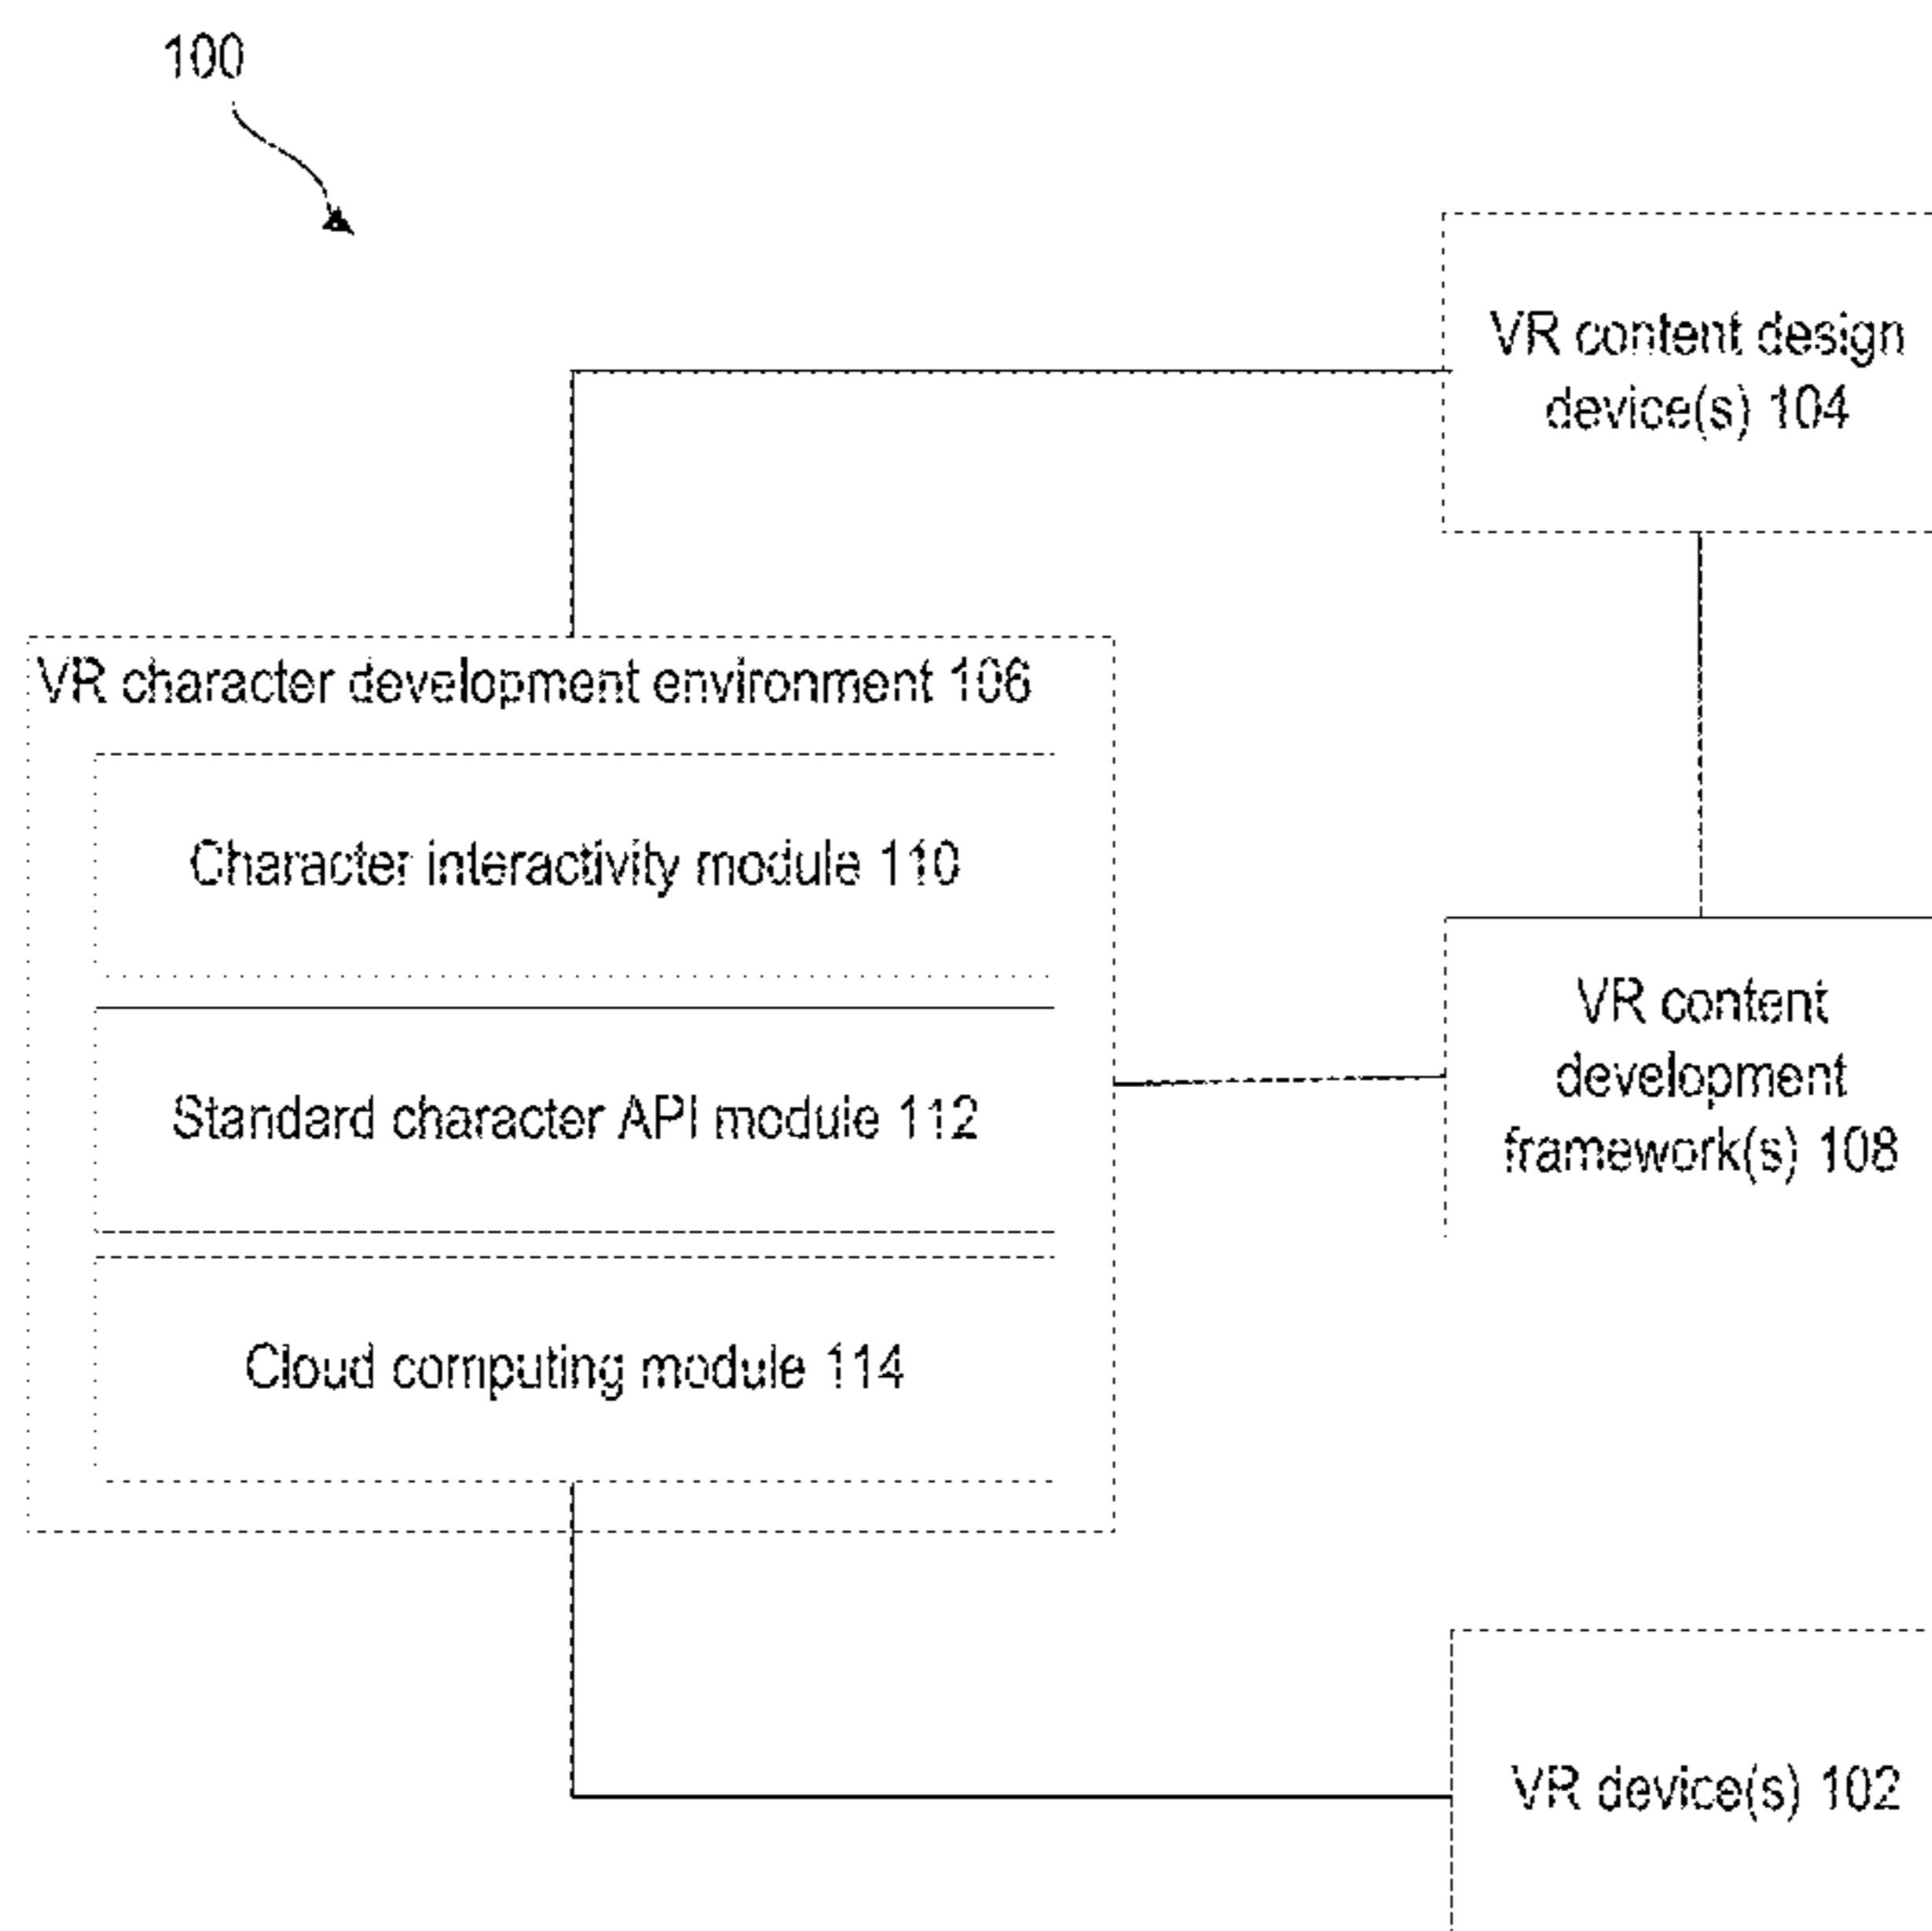 100
VR content design
device(s) 104
VR character development environment 106
Character interactivity module 110
VR content
development
framework(s) 108
Standard character API module 112
Cloud computing module 114
VR device(s) 102